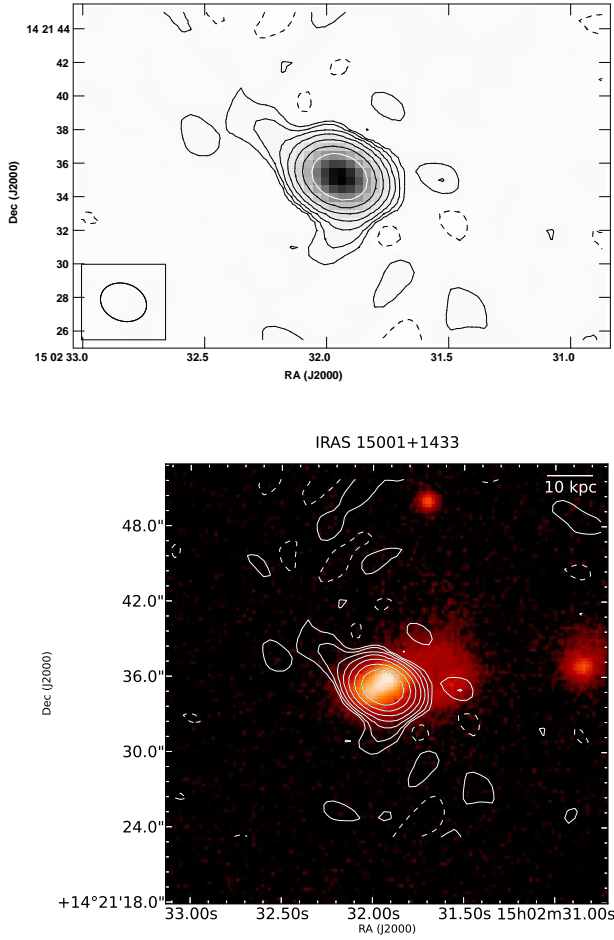 14 21 44
42
40
38
36
34
32
30
28
26
Dec (J2000)
15 02 33.0
32.5
32.0
31.5
31.0
RA (J2000)
IRAS 15001+1433
10 kpc
48.0"
42.0"
36.0"
30.0"
24.0"
+14°21'18.0"
Dec (J2000)
33.00s
32.50s
32.00s
31.50s
15h02m31.00s
RA (J2000)